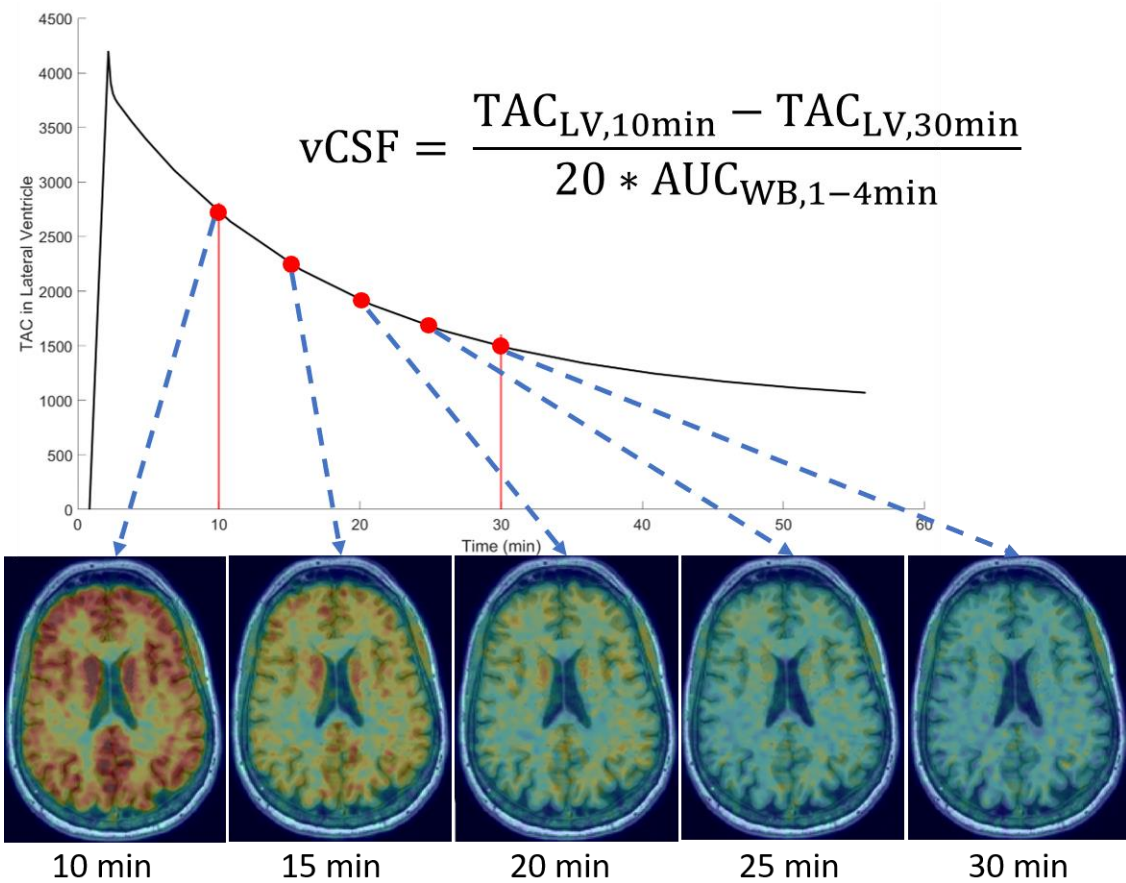 4500
4000
3500
3000
2500
2000
1500
1000
500
0
TAC in Lateral Ventricle
vCSF = TAC_LV,10min − TAC_LV,30min
20 * AUC_WB,1−4min
0 10 20 30 40 50 60
Time (min)
10 min 15 min 20 min 25 min 30 min